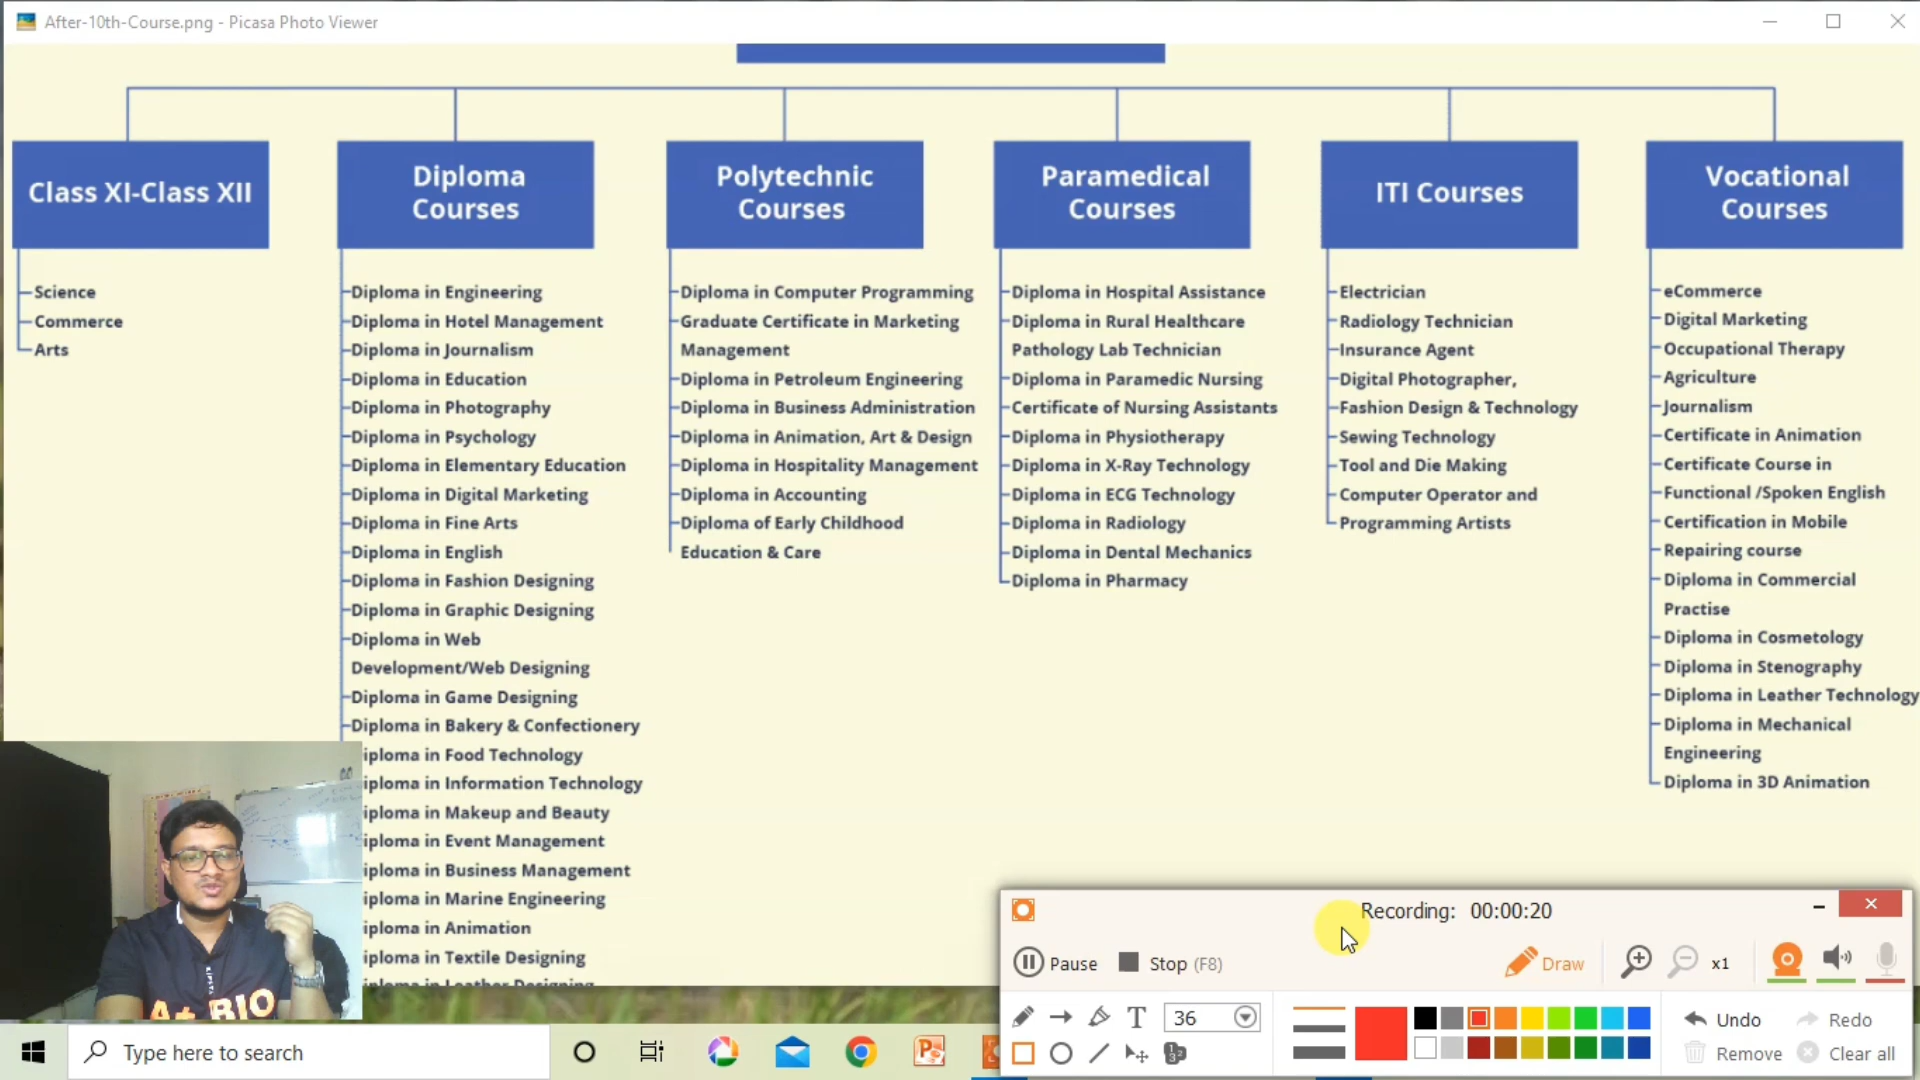 After-10th-Course.png - Picasa Photo Viewer
Class XI-Class XII
Science
Commerce
Arts
Diploma
Courses
Diploma in Engineering
Diploma in Hotel Management
Diploma in Journalism
Diploma in Education
Diploma in Photography
Diploma in Psychology
Diploma in Elementary Education
Diploma in Digital Marketing
Diploma in Fine Arts
Diploma in English
Diploma in Fashion Designing
Diploma in Graphic Designing
Diploma in Web
Development/Web Designing
Diploma in Game Designing
Diploma in Bakery & Confectionery
iploma in Food Technology
iploma in Information Technology
iploma in Makeup and Beauty
iploma in Event Management
iploma in Business Management
iploma in Marine Engineering
iploma in Animation
iploma in Textile Designing
iploma in Leather Designing
Polytechnic
Courses
Diploma in Computer Programming
Graduate Certificate in Marketing
Management
Diploma in Petroleum Engineering
Diploma in Business Administration
Diploma in Animation, Art & Design
Diploma in Hospitality Management
Diploma in Accounting
Diploma of Early Childhood
Education & Care
Paramedical
Courses
Diploma in Hospital Assistance
Diploma in Rural Healthcare
Pathology Lab Technician
Diploma in Paramedic Nursing
Certificate of Nursing Assistants
Diploma in Physiotherapy
Diploma in X-Ray Technology
Diploma in ECG Technology
Diploma in Radiology
Diploma in Dental Mechanics
Diploma in Pharmacy
ITI Courses
Electrician
Radiology Technician
Insurance Agent
Digital Photographer,
Fashion Design & Technology
Sewing Technology
Tool and Die Making
Computer Operator and
Programming Artists
Vocational
Courses
eCommerce
Digital Marketing
Occupational Therapy
Agriculture
Journalism
Certificate in Animation
Certificate Course in
Functional /Spoken English
Certification in Mobile
Repairing course
Diploma in Commercial
Practise
Diploma in Cosmetology
Diploma in Stenography
Diploma in Leather Technology
Diploma in Mechanical
Engineering
Diploma in 3D Animation
A+ BIO
Recording: 00:00:20
Pause
Stop (F8)
Draw
x1
T
36
Undo
Redo
Remove
Clear all
Type here to search